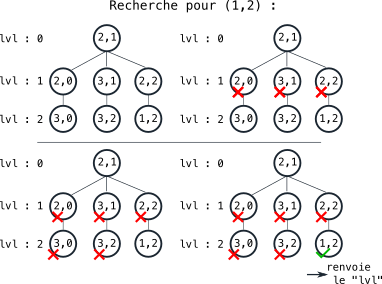 Recherche pour (1,2) :
lvl : 0 2,1 lvl : 0 2,1
lvl : 1 2,0 3,1 2,2 lvl : 1 2,0 3,1 2,2
lvl : 2 3,0 3,2 1,2 lvl : 2 3,0 3,2 1,2
lvl : 0 2,1 lvl : 0 2,1
lvl : 1 2,0 3,1 2,2 lvl : 1 2,0 3,1 2,2
lvl : 2 3,0 3,2 1,2 lvl : 2 3,0 3,2 1,2
renvoie
le "lvl"